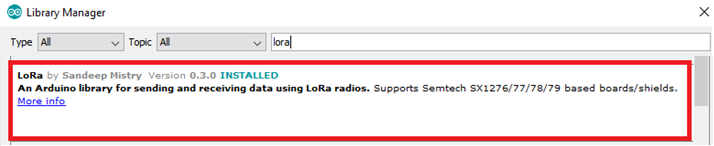 Library Manager
Type All Topic All lora
LoRa by Sandeep Mistry Version 0.3.0 INSTALLED
An Arduino library for sending and receiving data using LoRa radios. Supports Semtech SX1276/77/78/79 based boards/shields.
More info